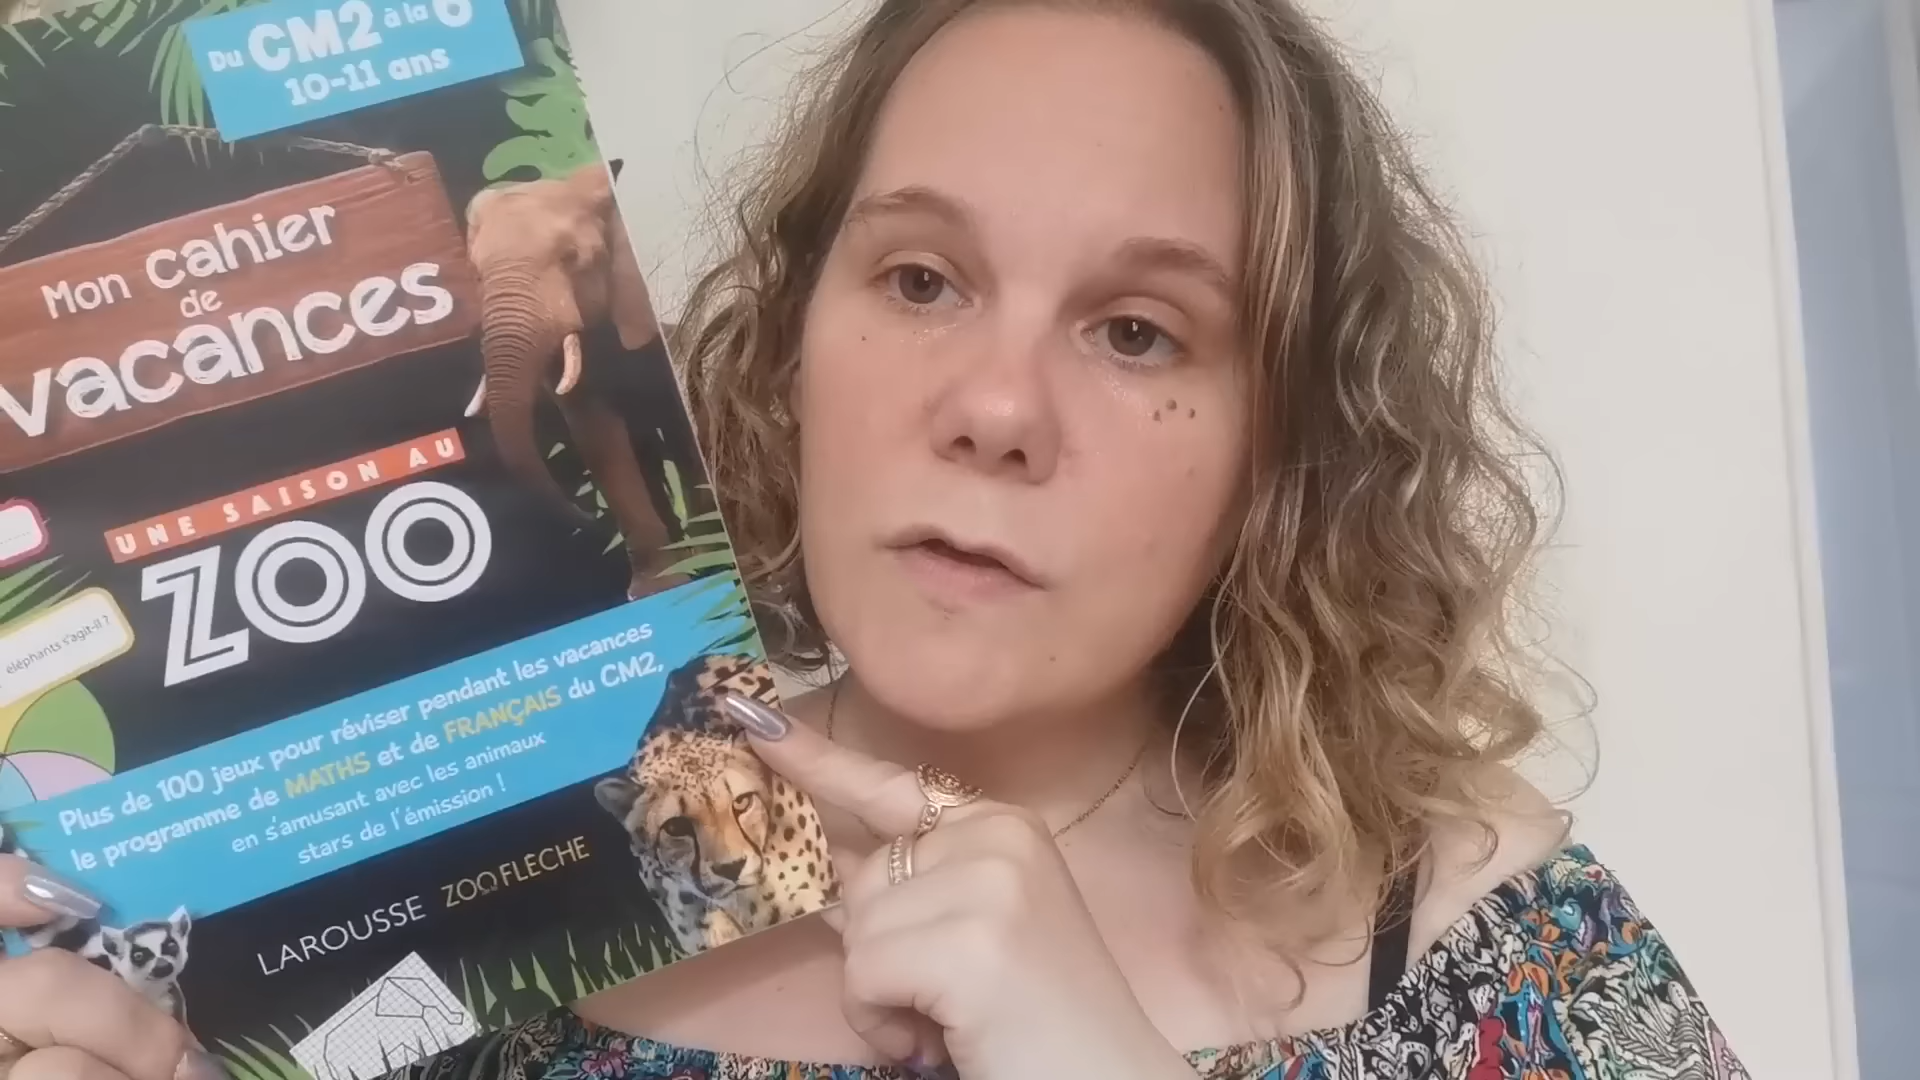 Du CM2 à la 6
10-11 ans
Mon cahier
de
vacances
UNE SAISON AU
ZOO
éléphants s'agit-il ?
Plus de 100 jeux pour réviser pendant les vacances
le programme de MATHS et de FRANÇAIS du CM2,
en s'amusant avec les animaux
stars de l'émission !
LAROUSSE ZOOFLÈCHE